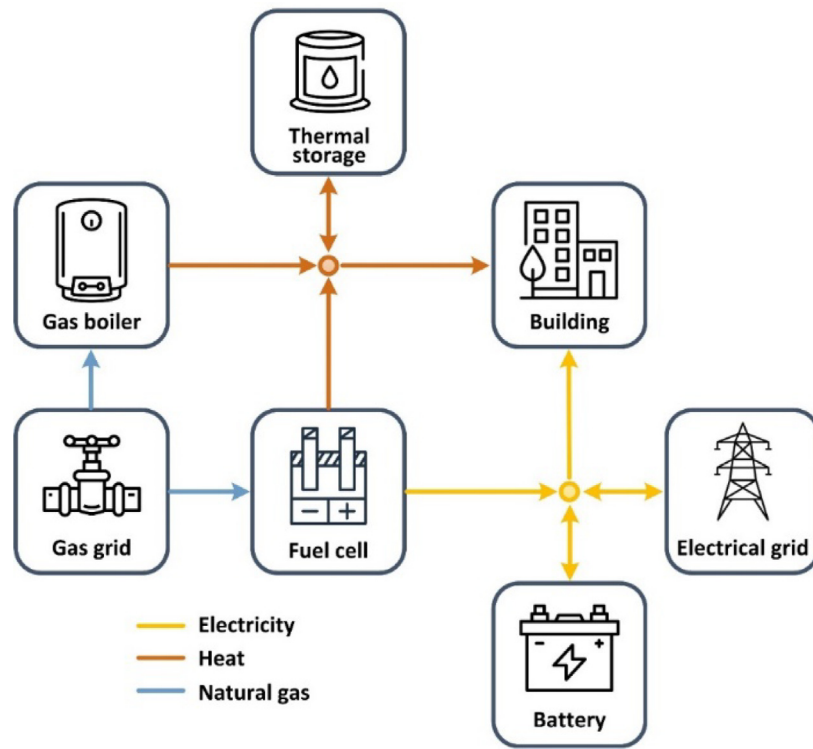 Thermal
storage
Gas boiler
Building
Gas grid
Fuel cell
Electrical grid
Electricity
Heat
Natural gas
Battery